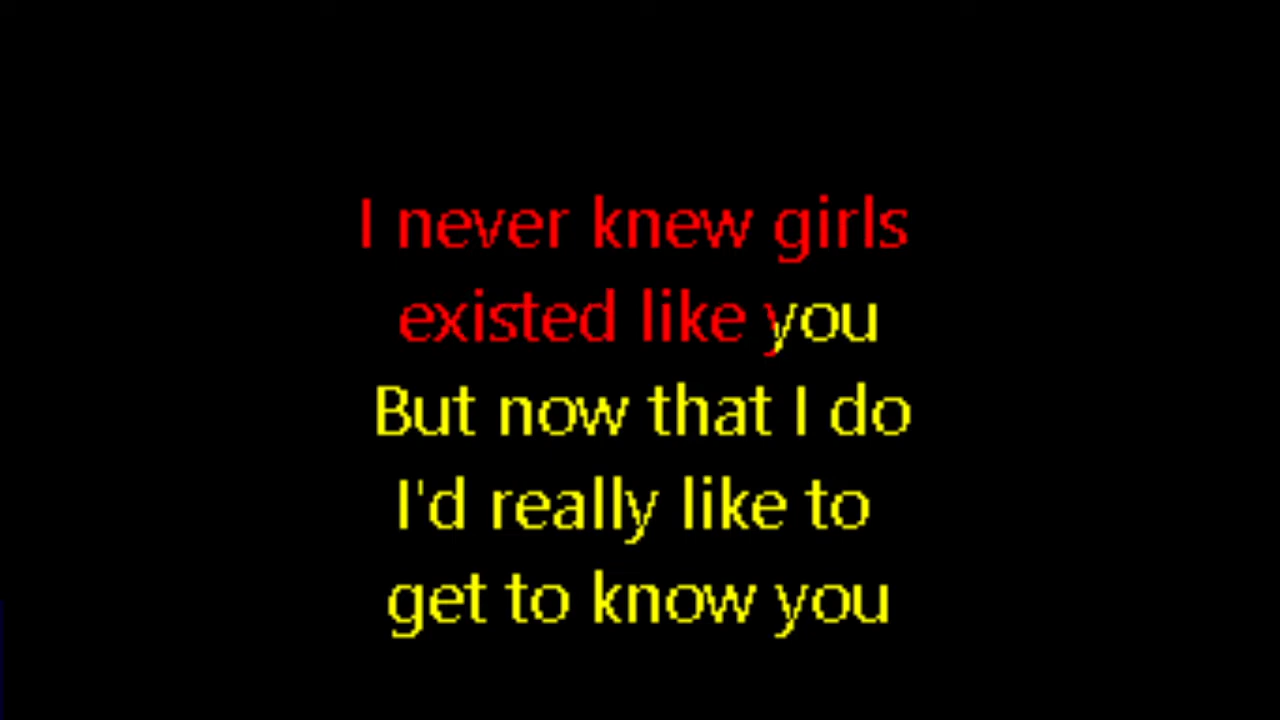 I never knew girls
existed like you
But now that I do
I'd really like to
get to know you